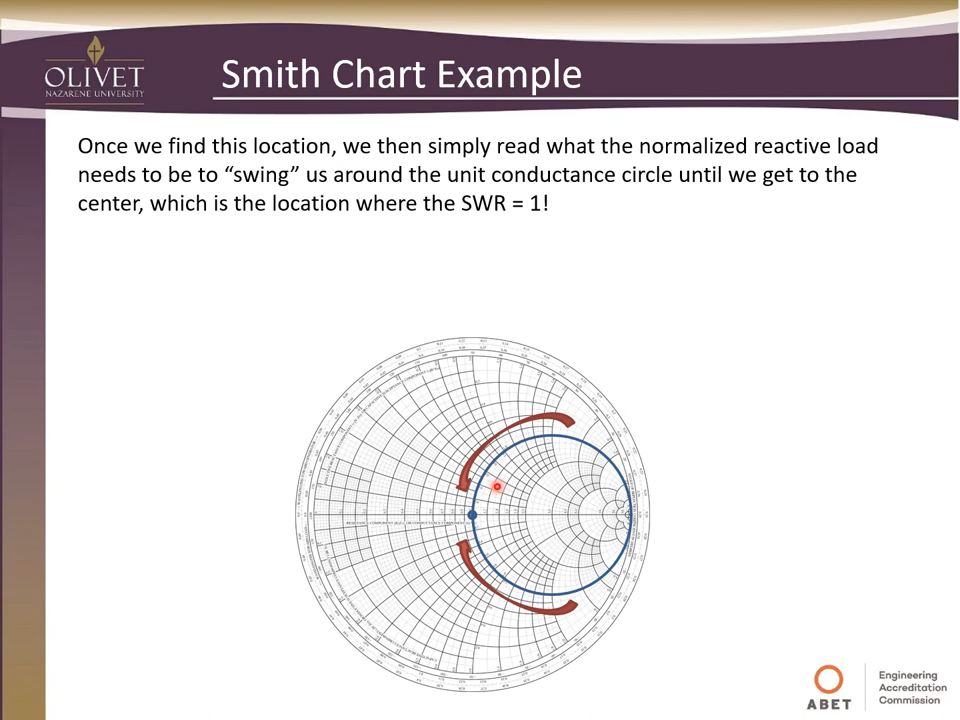 OLIVET
NAZARENE UNIVERSITY
Smith Chart Example
Once we find this location, we then simply read what the normalized reactive load
needs to be to “swing” us around the unit conductance circle until we get to the
center, which is the location where the SWR = 1!
ABET
Engineering
Accreditation
Commission